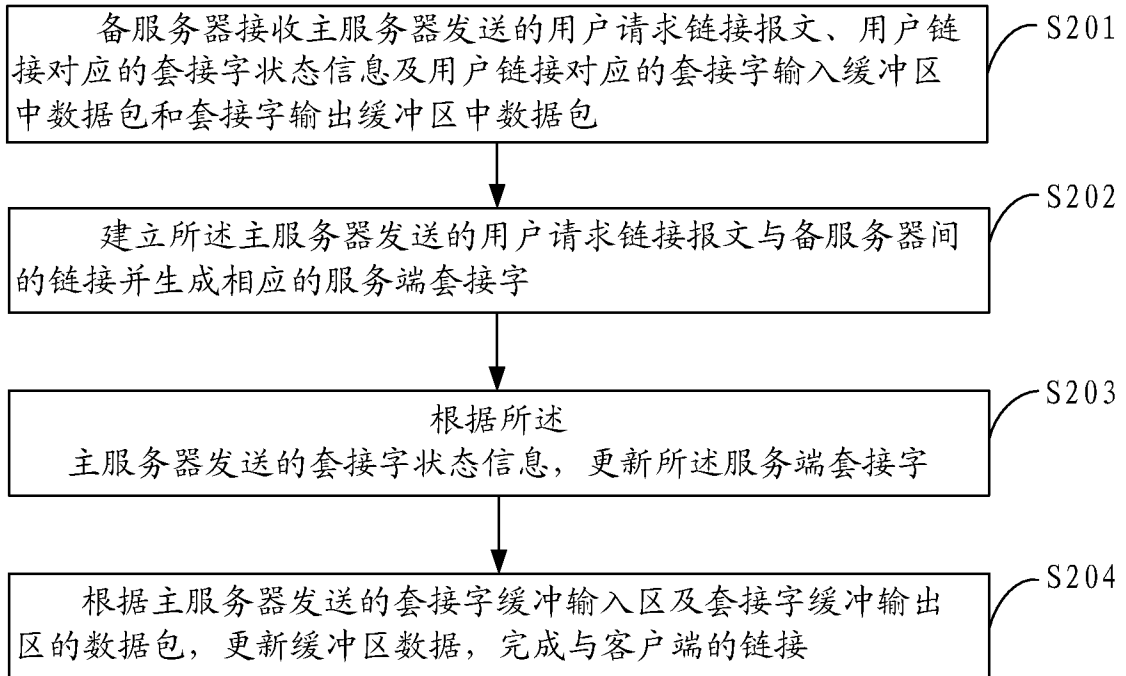 备服务器接收主服务器发送的用户请求链接报文、用户链
接对应的套接字状态信息及用户链接对应的套接字输入缓冲区
中数据包和套接字输出缓冲区中数据包
S201
建立所述主服务器发送的用户请求链接报文与备服务器间
的链接并生成相应的服务端套接字
S202
根据所述
主服务器发送的套接字状态信息，更新所述服务端套接字
S203
根据主服务器发送的套接字缓冲输入区及套接字缓冲输出
区的数据包，更新缓冲区数据，完成与客户端的链接
S204